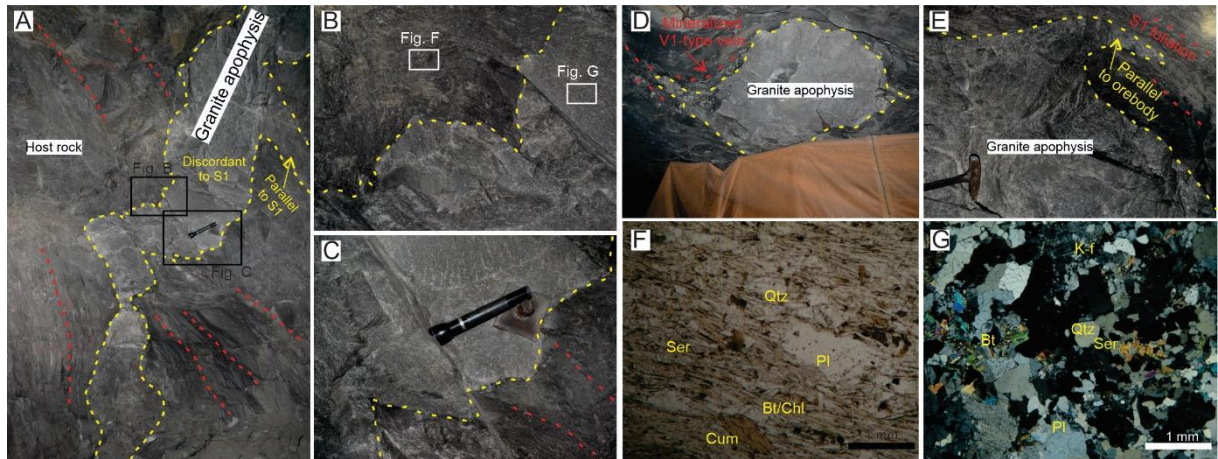 A
Granite apophysis
Host rock
Discordant
to S1
Fig. B
Parallel
to S1
Fig. C
B
Fig. F
Fig. G
C
D
Mineralized
V1-type vein
Granite apophysis
E
S1 foliation
Parallel
to orebody
Granite apophysis
F
Qtz
Ser
Pl
Bt/Chl
Cum
1 mm
G
K-f
Qtz
Bt
Ser
Pl
1 mm